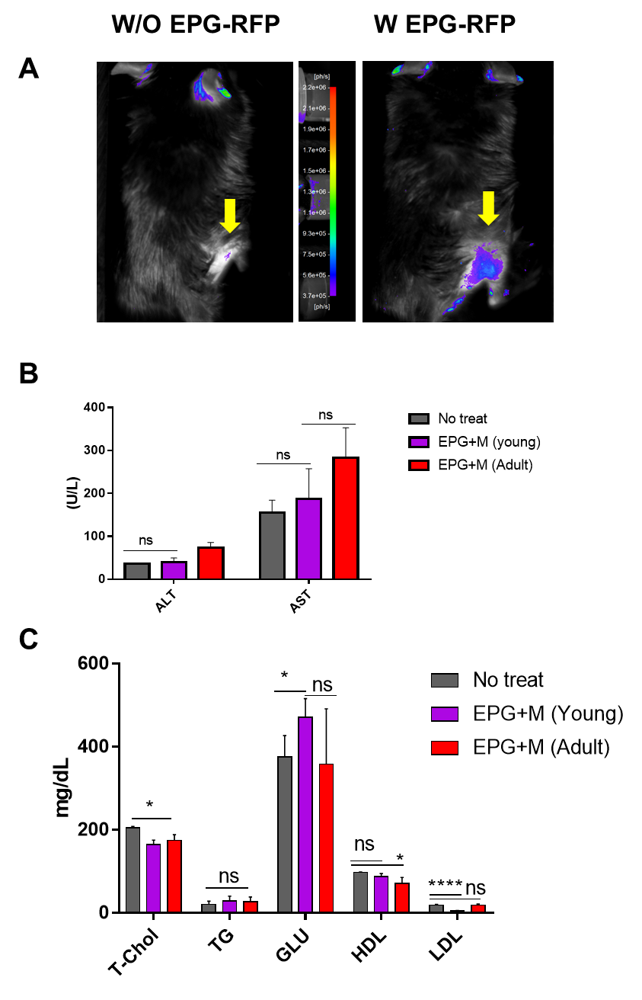 W/O EPG-RFP
W EPG-RFP
A
[ph/s]
2.2e+06
2.1e+06
1.9e+06
1.7e+06
1.5e+06
1.3e+06
1.1e+06
9.3e+05
7.5e+05
5.6e+05
3.7e+05
[ph/s]
B
400
300
200
100
0
(U/L)
ns
ns
ns
ALT
AST
No treat
EPG+M (young)
EPG+M (Adult)
C
600
400
200
0
mg/dL
*
ns
*
ns
ns
*
****
ns
T-Chol
TG
GLU
HDL
LDL
No treat
EPG+M (Young)
EPG+M (Adult)